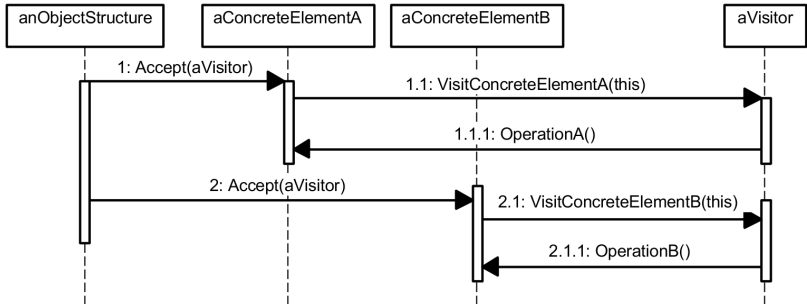 anObjectStructure
aConcreteElementA
aConcreteElementB
aVisitor
1: Accept(aVisitor)
1.1: VisitConcreteElementA(this)
1.1.1: OperationA()
2: Accept(aVisitor)
2.1: VisitConcreteElementB(this)
2.1.1: OperationB()